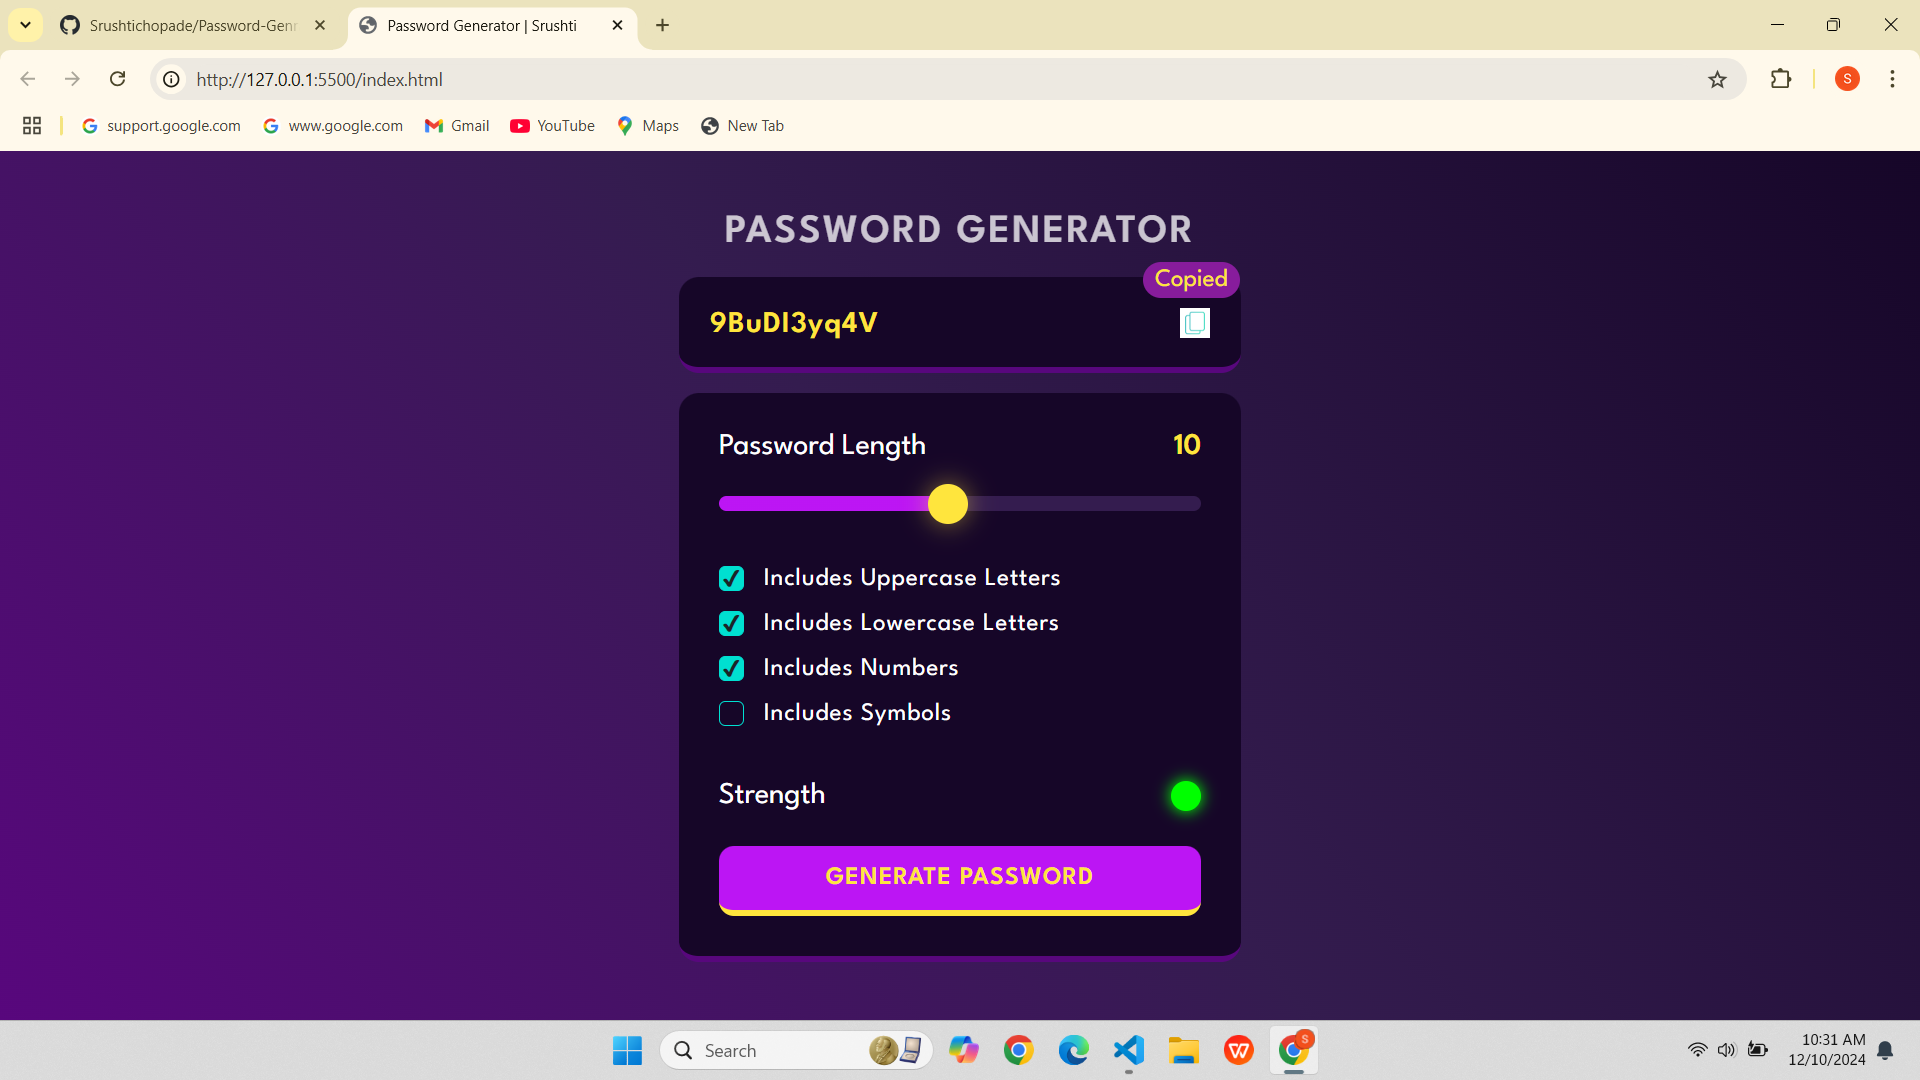 Srushtichopade/Password-Genr
Password Generator | Srushti
http://127.0.0.1:5500/index.html
S
support.google.com
www.google.com
Gmail
YouTube
Maps
New Tab
PASSWORD GENERATOR
Copied
9BuDI3yq4V
Password Length
10
Includes Uppercase Letters
Includes Lowercase Letters
Includes Numbers
Includes Symbols
Strength
GENERATE PASSWORD
Search
S
10:31 AM
12/10/2024